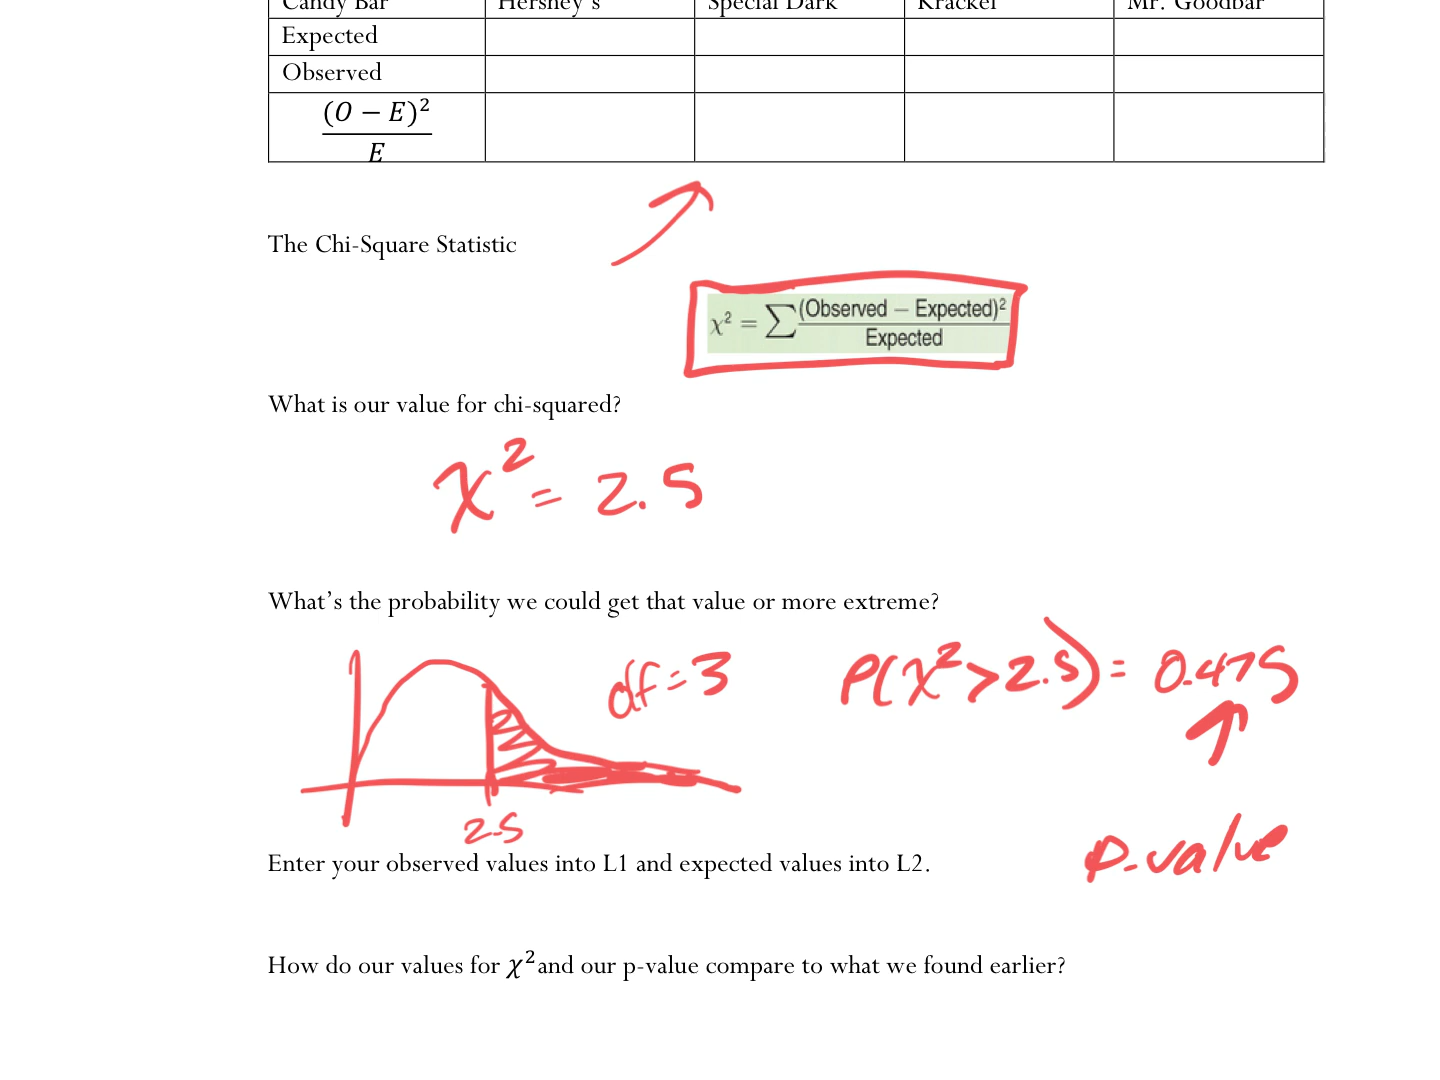 Candy Bar Hershey's Special Dark Krackel Mr. Goodbar
Expected
Observed
(O − E)²
E
The Chi-Square Statistic
χ² = ∑ (Observed − Expected)²
Expected
What is our value for chi-squared?
χ² = 2.5
What's the probability we could get that value or more extreme?
df=3 P(χ²>2.5) = 0.475
2.5
p-value
Enter your observed values into L1 and expected values into L2.
How do our values for χ² and our p-value compare to what we found earlier?